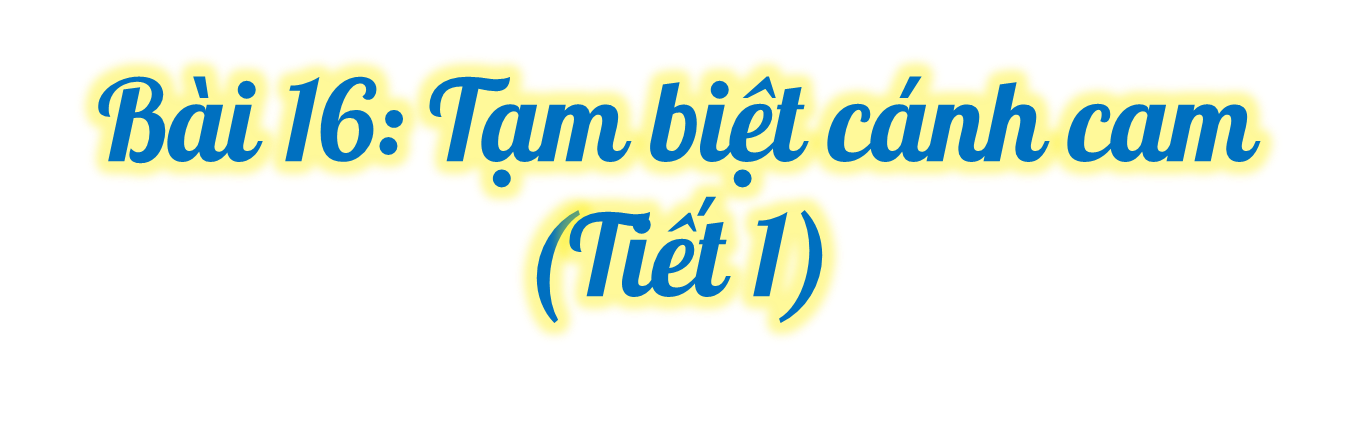 Bài 16: Tạm biệt cánh cam
(Tiết 1)